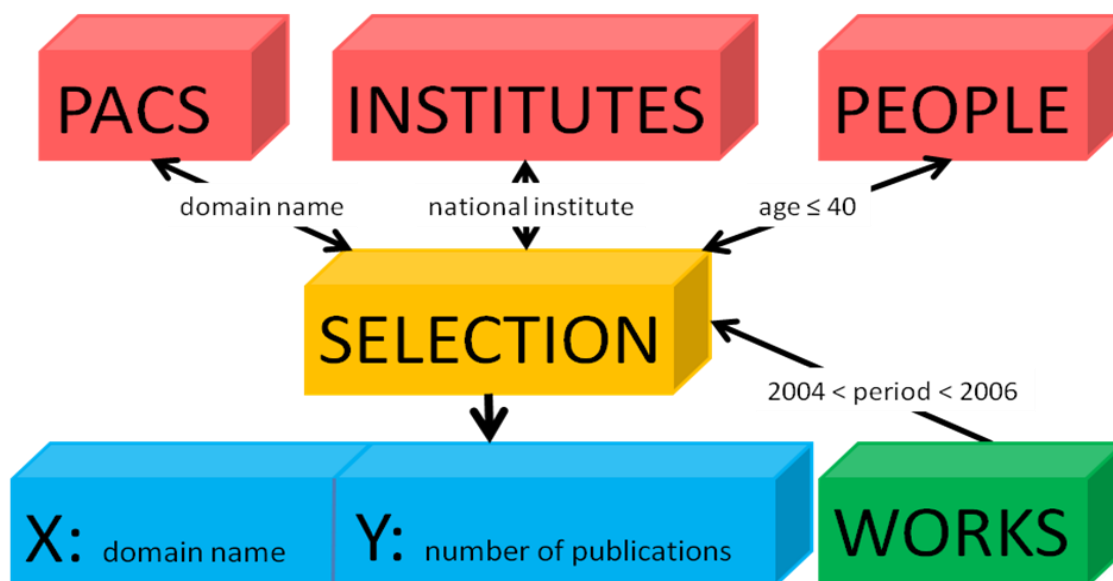 PACS INSTITUTES PEOPLE
domain name national institute age ≤ 40
SELECTION
2004 < period < 2006
X: domain name Y: number of publications WORKS